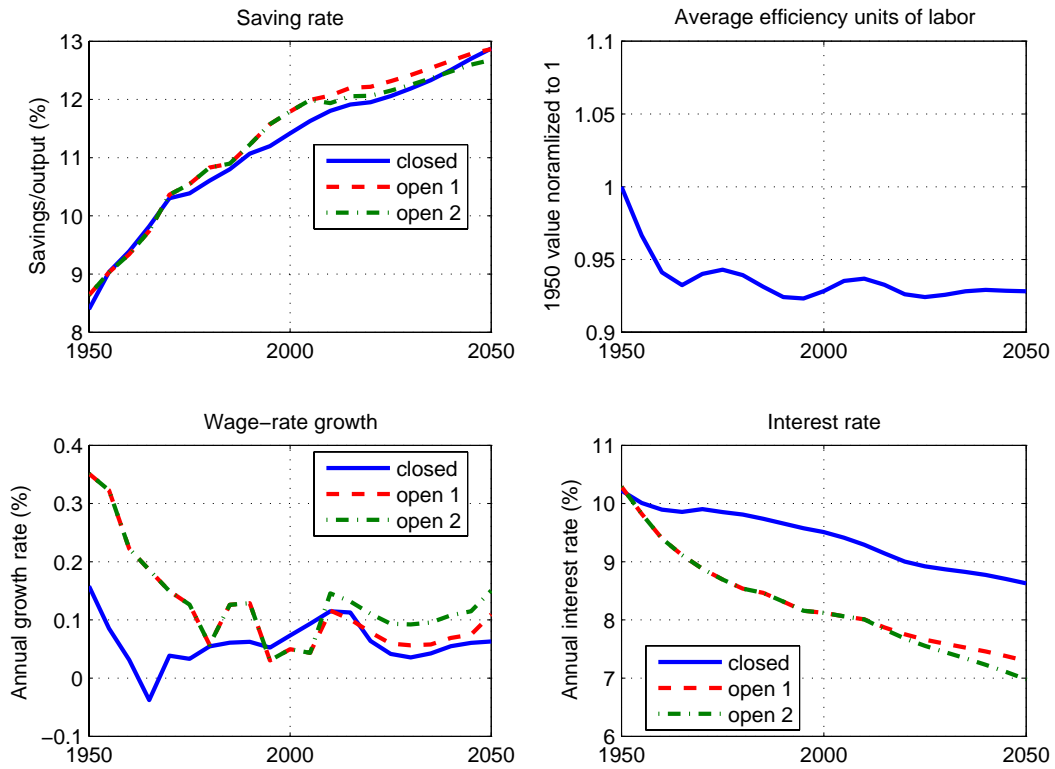 Saving rate
Savings/output (%)
13
12
11
10
9
8
1950
2000
2050
closed
open 1
open 2
Average efficiency units of labor
1950 value noramlized to 1
1.1
1.05
1
0.95
0.9
1950
2000
2050
Wage−rate growth
Annual growth rate (%)
0.4
0.3
0.2
0.1
0
−0.1
1950
2000
2050
closed
open 1
open 2
Interest rate
Annual interest rate (%)
11
10
9
8
7
6
1950
2000
2050
closed
open 1
open 2